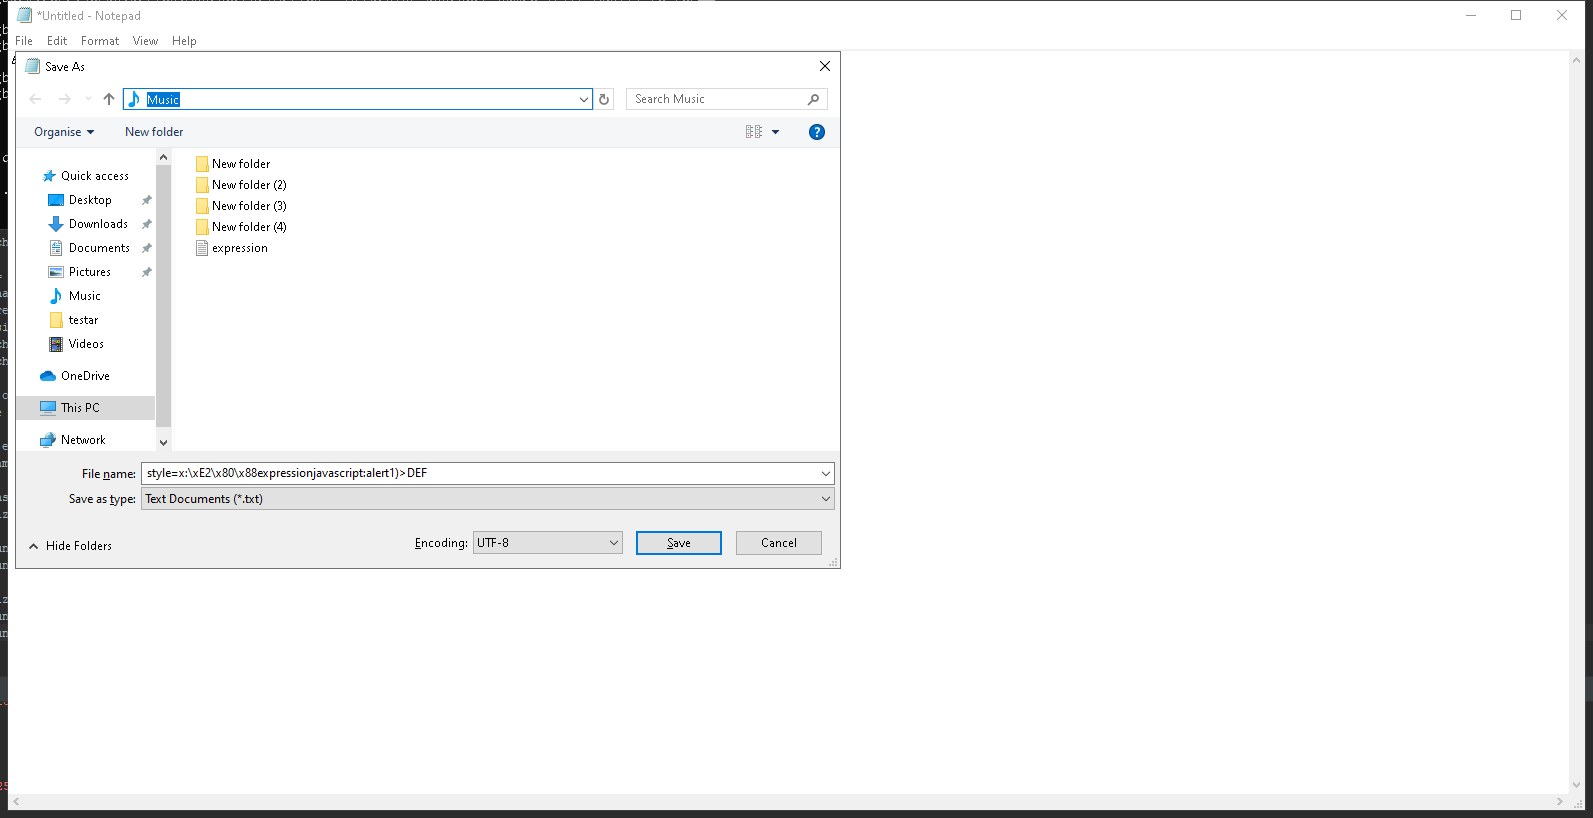 *Untitled - Notepad
File Edit Format View Help
Save As
Music
Search Music
Organise
New folder
Quick access
Desktop
Downloads
Documents
Pictures
Music
testar
Videos
OneDrive
This PC
Network
New folder
New folder (2)
New folder (3)
New folder (4)
expression
File name: style=x:\xE2\x80\x88expressionjavascript:alert1)>DEF
Save as type: Text Documents (*.txt)
Hide Folders
Encoding: UTF-8
Save
Cancel